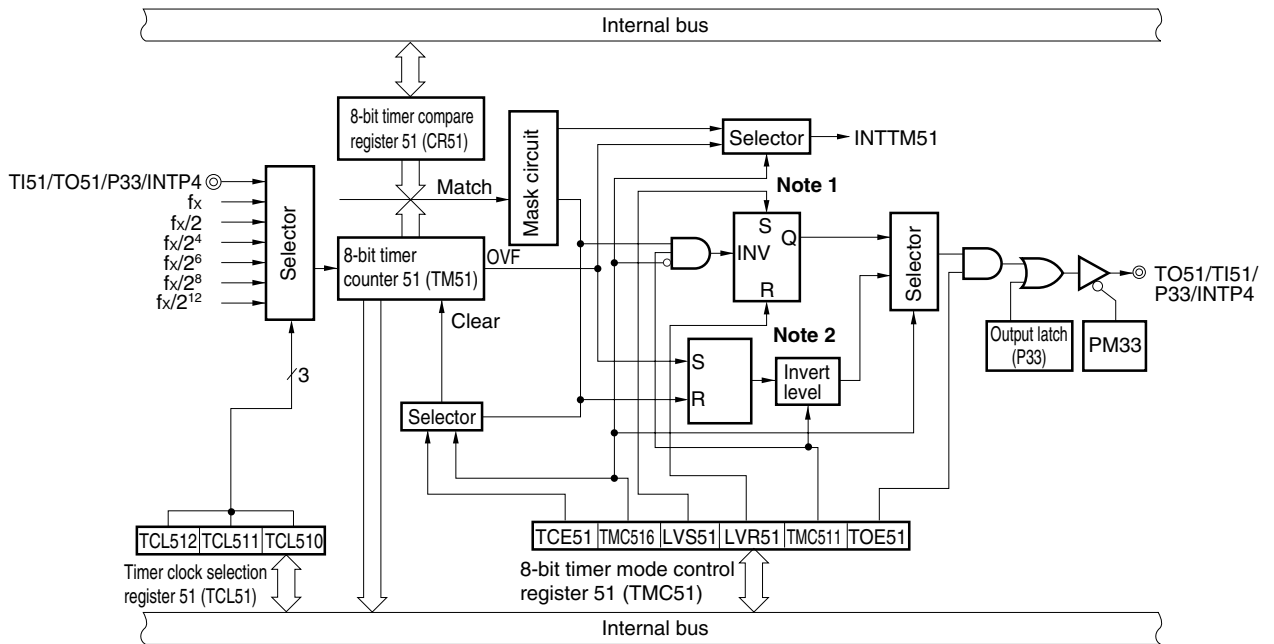 Internal bus
8-bit timer compare
register 51 (CR51)
Mask circuit
Selector
INTTM51
TI51/TO51/P33/INTP4
Match
Note 1
fx
fx/2
fx/2⁴
fx/2⁶
fx/2⁸
fx/2¹²
Selector
8-bit timer
counter 51 (TM51)
OVF
S
INV
Q
R
Selector
TO51/TI51/
P33/INTP4
Clear
Note 2
Output latch
(P33)
PM33
3
S
R
Invert
level
Selector
TCL512 TCL511 TCL510
TCE51 TMC516 LVS51 LVR51 TMC511 TOE51
Timer clock selection
register 51 (TCL51)
8-bit timer mode control
register 51 (TMC51)
Internal bus